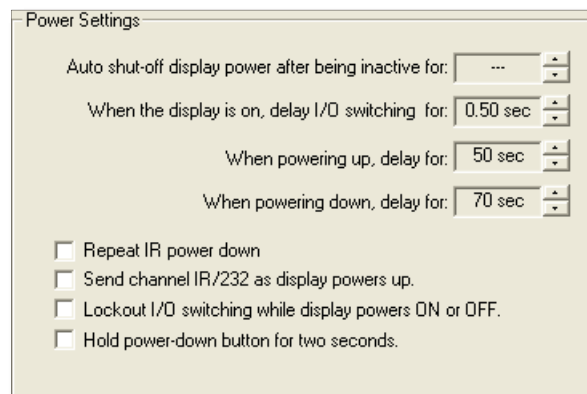 Power Settings
Auto shut-off display power after being inactive for: ---
When the display is on, delay I/O switching for: 0.50 sec
When powering up, delay for: 50 sec
When powering down, delay for: 70 sec
Repeat IR power down
Send channel IR/232 as display powers up.
Lockout I/O switching while display powers ON or OFF.
Hold power-down button for two seconds.